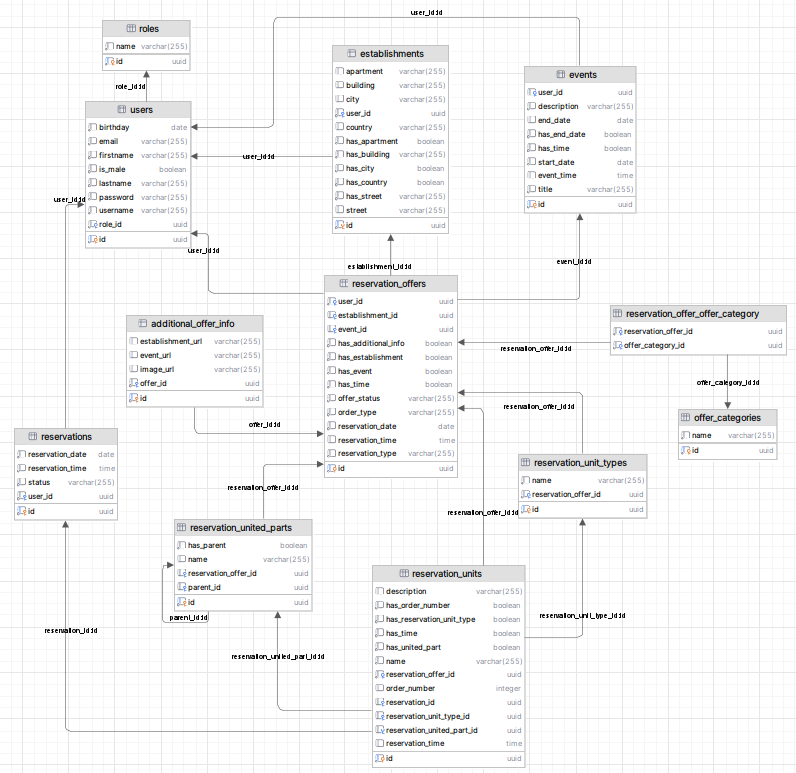 user_id:id
roles
name varchar(255)
id uuid
role_id:id
users
birthday date
email varchar(255)
firstname varchar(255)
is_male boolean
lastname varchar(255)
password varchar(255)
username varchar(255)
role_id uuid
id uuid
user_id:id
user_id:id
user_id:id
establishments
apartment varchar(255)
building varchar(255)
city varchar(255)
user_id uuid
country varchar(255)
has_apartment boolean
has_building varchar(255)
has_city boolean
has_country boolean
has_street varchar(255)
street varchar(255)
id uuid
establishment_id:id
events
user_id uuid
description varchar(255)
end_date date
has_end_date boolean
has_time boolean
start_date date
event_time time
title varchar(255)
id uuid
event_id:id
reservation_offers
user_id uuid
establishment_id uuid
event_id uuid
has_additional_info boolean
has_establishment boolean
has_event boolean
has_time boolean
offer_status varchar(255)
order_type varchar(255)
reservation_date date
reservation_time time
reservation_type varchar(255)
id uuid
additional_offer_info
establishment_url varchar(255)
event_url varchar(255)
image_url varchar(255)
offer_id uuid
id uuid
offer_id:id
reservation_offer_offer_category
reservation_offer_id uuid
offer_category_id uuid
reservation_offer_id:id
offer_category_id:id
offer_categories
name varchar(255)
id uuid
reservation_offer_id:id
reservations
reservation_date date
reservation_time time
status varchar(255)
user_id uuid
id uuid
reservation_unit_types
name varchar(255)
reservation_offer_id uuid
id uuid
reservation_offer_id:id
reservation_offer_id:id
reservation_united_parts
has_parent boolean
name varchar(255)
reservation_offer_id uuid
parent_id uuid
id uuid
parent_id:id
reservation_units
description varchar(255)
has_order_number boolean
has_reservation_unit_type boolean
has_time boolean
has_united_part boolean
name varchar(255)
reservation_offer_id uuid
order_number integer
reservation_id uuid
reservation_unit_type_id uuid
reservation_united_part_id uuid
reservation_time time
id uuid
reservation_unit_type_id:id
reservation_id:id
reservation_united_part_id:id